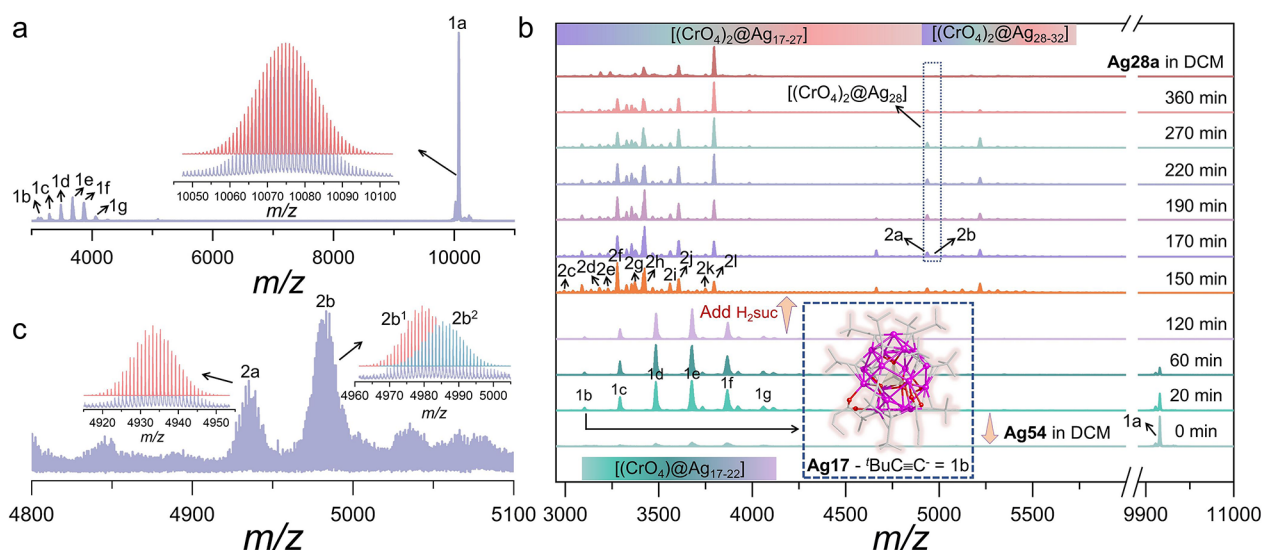 a
1a
1b
1c
1d
1e
1f
1g
10050 10060 10070 10080 10090 10100
m/z
4000 6000 8000 10000
m/z
b
[(CrO₄)₂@Ag₁₇₋₂₇]
[(CrO₄)₂@Ag₂₈₋₃₂]
Ag28a in DCM
[(CrO₄)₂@Ag₂₈]
360 min
270 min
220 min
190 min
170 min
2a
2b
150 min
2c
2d
2e
2f
2g
2h
2i
2j
2k
2l
Add H₂suc
120 min
60 min
20 min
1b
1c
1d
1e
1f
1g
1a
0 min
Ag54 in DCM
[(CrO₄)@Ag₁₇₋₂₂]
Ag17 - ᵗBuC≡C⁻ = 1b
3000 3500 4000 4500 5000 5500 9900 11000
m/z
c
2a
2b
2b¹
2b²
4920 4930 4940 4950
m/z
4960 4970 4980 4990 5000
m/z
4800 4900 5000 5100
m/z